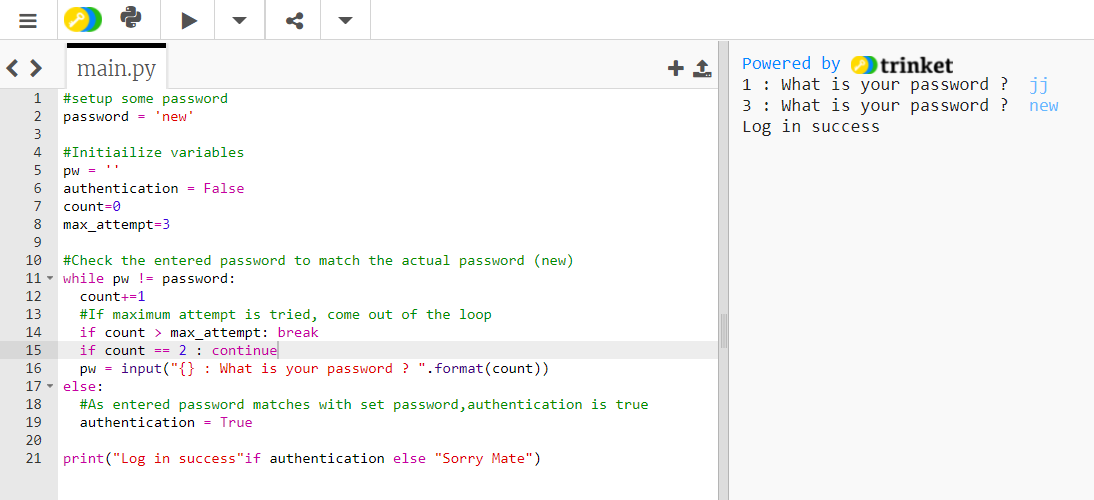 main.py
1 #setup some password
2 password = 'new'
3
4 #Initiailize variables
5 pw = ''
6 authentication = False
7 count=0
8 max_attempt=3
9
10 #Check the entered password to match the actual password (new)
11 while pw != password:
12   count+=1
13   #If maximum attempt is tried, come out of the loop
14   if count > max_attempt: break
15   if count == 2 : continue
16   pw = input("{} : What is your password ? ".format(count))
17 else:
18   #As entered password matches with set password,authentication is true
19   authentication = True
20
21 print("Log in success"if authentication else "Sorry Mate")
Powered by trinket
1 : What is your password ?  jj
3 : What is your password ?  new
Log in success